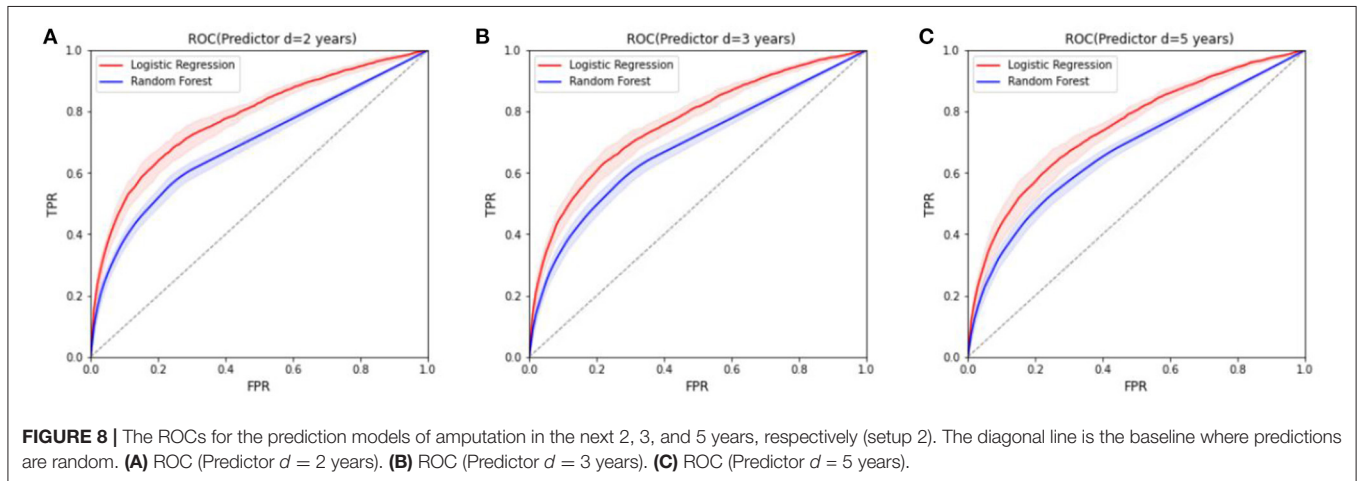 A
ROC(Predictor d=2 years)
Logistic Regression
Random Forest
1.0
0.8
0.6
0.4
0.2
0.0
TPR
0.0 0.2 0.4 0.6 0.8 1.0
FPR
B
ROC(Predictor d=3 years)
Logistic Regression
Random Forest
1.0
0.8
0.6
0.4
0.2
0.0
TPR
0.0 0.2 0.4 0.6 0.8 1.0
FPR
C
ROC(Predictor d=5 years)
Logistic Regression
Random Forest
1.0
0.8
0.6
0.4
0.2
0.0
TPR
0.0 0.2 0.4 0.6 0.8 1.0
FPR
FIGURE 8 | The ROCs for the prediction models of amputation in the next 2, 3, and 5 years, respectively (setup 2). The diagonal line is the baseline where predictions
are random. (A) ROC (Predictor d = 2 years). (B) ROC (Predictor d = 3 years). (C) ROC (Predictor d = 5 years).